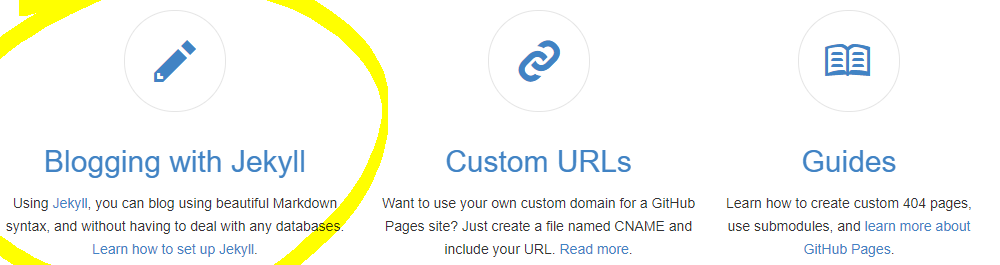 Blogging with Jekyll
Using Jekyll, you can blog using beautiful Markdown
syntax, and without having to deal with any databases.
Learn how to set up Jekyll.
Custom URLs
Want to use your own custom domain for a GitHub
Pages site? Just create a file named CNAME and
include your URL. Read more.
Guides
Learn how to create custom 404 pages,
use submodules, and learn more about
GitHub Pages.